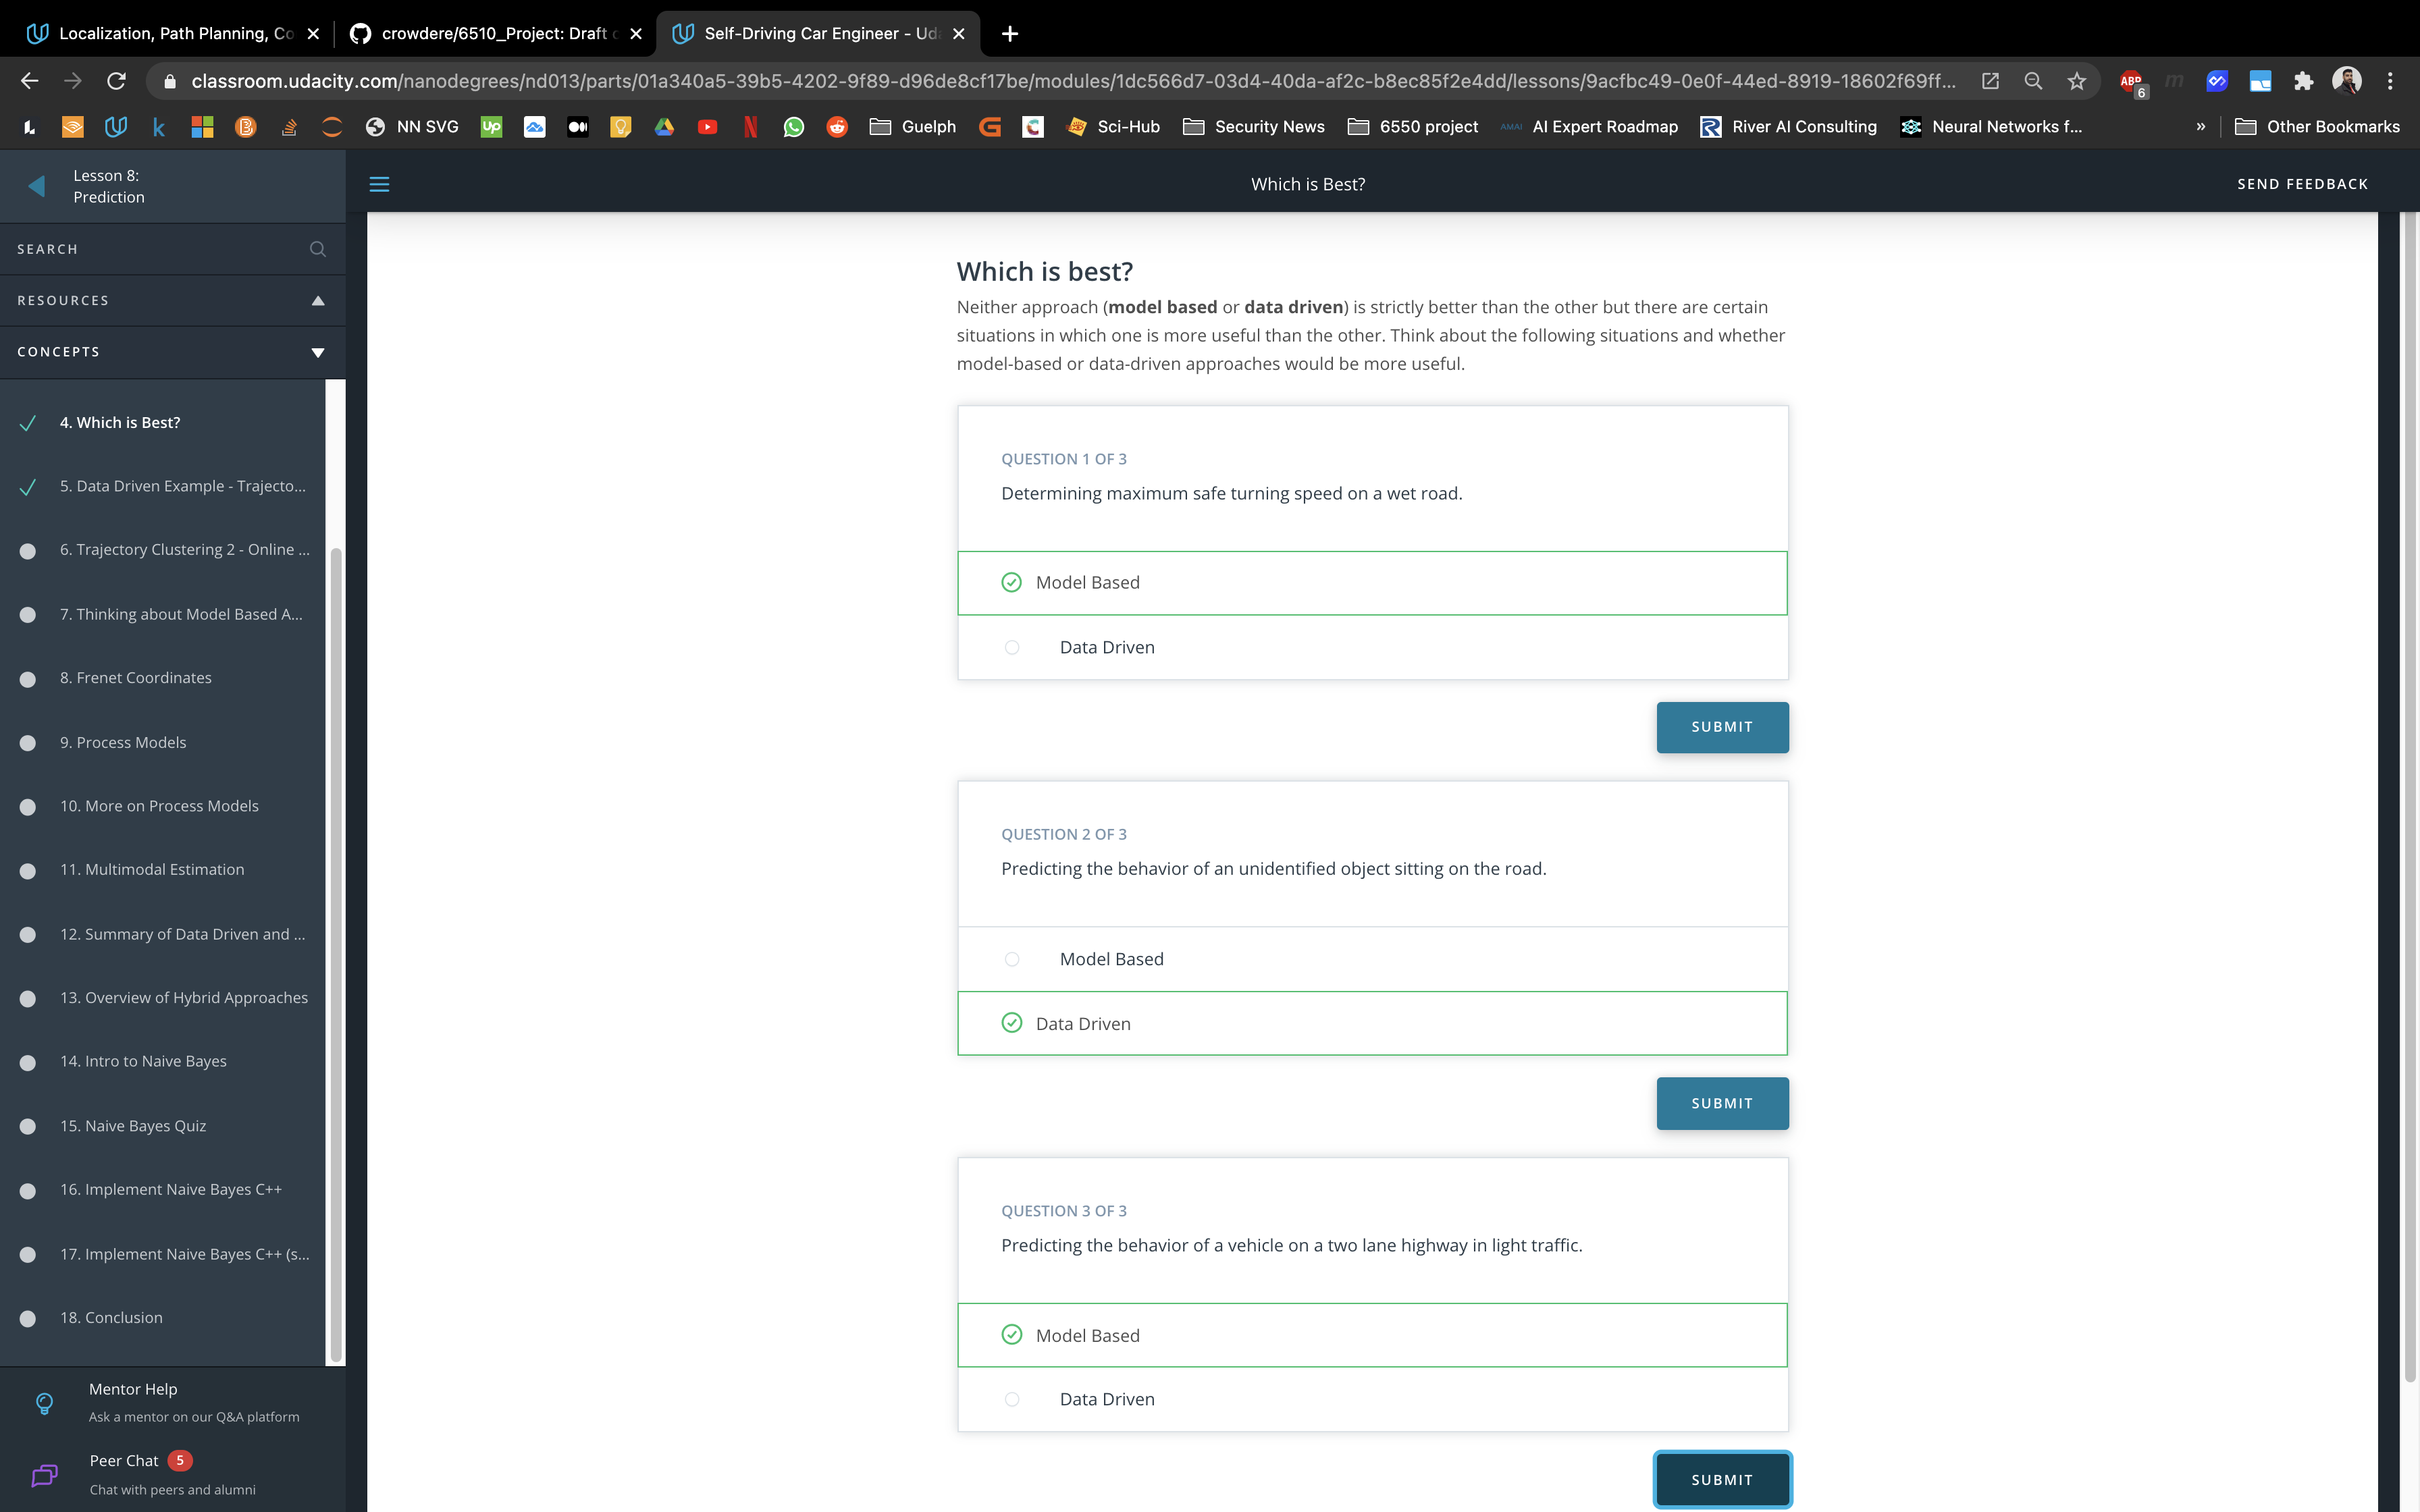 Localization, Path Planning, Co
crowdere/6510_Project: Draft
Self-Driving Car Engineer - Uda
classroom.udacity.com/nanodegrees/nd013/parts/01a340a5-39b5-4202-9f89-d96de8cf17be/modules/1dc566d7-03d4-40da-af2c-b8ec85f2e4dd/lessons/9acfbc49-0e0f-44ed-8919-18602f69ff...
ABP
6
NN SVG
Up
Guelph
Sci-Hub
Security News
6550 project
AMAI
AI Expert Roadmap
River AI Consulting
Neural Networks f...
»
Other Bookmarks
Lesson 8:
Prediction
Which is Best?
SEND FEEDBACK
SEARCH
RESOURCES
CONCEPTS
4. Which is Best?
5. Data Driven Example - Trajecto...
6. Trajectory Clustering 2 - Online ...
7. Thinking about Model Based A...
8. Frenet Coordinates
9. Process Models
10. More on Process Models
11. Multimodal Estimation
12. Summary of Data Driven and ...
13. Overview of Hybrid Approaches
14. Intro to Naive Bayes
15. Naive Bayes Quiz
16. Implement Naive Bayes C++
17. Implement Naive Bayes C++ (s...
18. Conclusion
Mentor Help
Ask a mentor on our Q&A platform
Peer Chat 5
Chat with peers and alumni
Which is best?
Neither approach (model based or data driven) is strictly better than the other but there are certain
situations in which one is more useful than the other. Think about the following situations and whether
model-based or data-driven approaches would be more useful.
QUESTION 1 OF 3
Determining maximum safe turning speed on a wet road.
Model Based
Data Driven
SUBMIT
QUESTION 2 OF 3
Predicting the behavior of an unidentified object sitting on the road.
Model Based
Data Driven
SUBMIT
QUESTION 3 OF 3
Predicting the behavior of a vehicle on a two lane highway in light traffic.
Model Based
Data Driven
SUBMIT